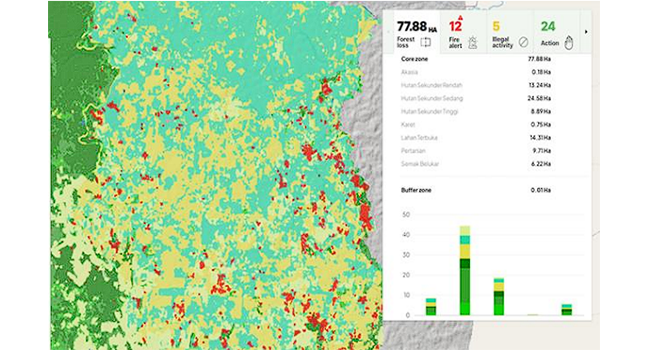 77.88 HA
Forest loss
12
Fire alert
5
Illegal activity
24
Action
Core zone 77.88 Ha
Akasia 0.18 Ha
Hutan Sekunder Rendah 13.24 Ha
Hutan Sekunder Sedang 24.58 Ha
Hutan Sekunder Tinggi 8.89 Ha
Karet 0.75 Ha
Lahan Terbuka 14.31 Ha
Pertanian 9.71 Ha
Semak Belukar 6.22 Ha
Buffer zone 0.01 Ha
50
40
30
20
10
0